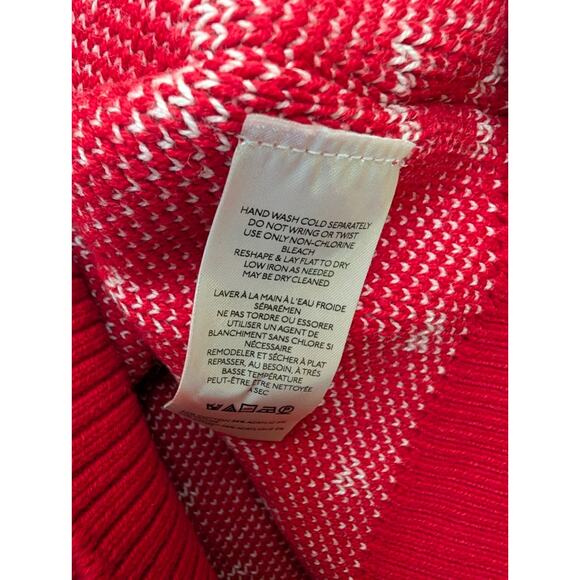 HAND WASH COLD SEPARATELY
DO NOT WRING OR TWIST
USE ONLY NON-CHLORINE
BLEACH
RESHAPE & LAY FLAT TO DRY
LOW IRON AS NEEDED
MAY BE DRY CLEANED
LAVER À LA MAIN À L'EAU FROIDE
SÉPARÉMEN
NE PAS TORDRE OU ESSORER
UTILISER UN AGENT DE
BLANCHIMENT SANS CHLORE SI
NÉCESSAIRE
REMODELER ET SÉCHER À PLAT
REPASSER, AU BESOIN, À TRÈS
BASSE TEMPÉRATURE
PEUT-ÊTRE ÊTRE NETTOYÉE
À SEC